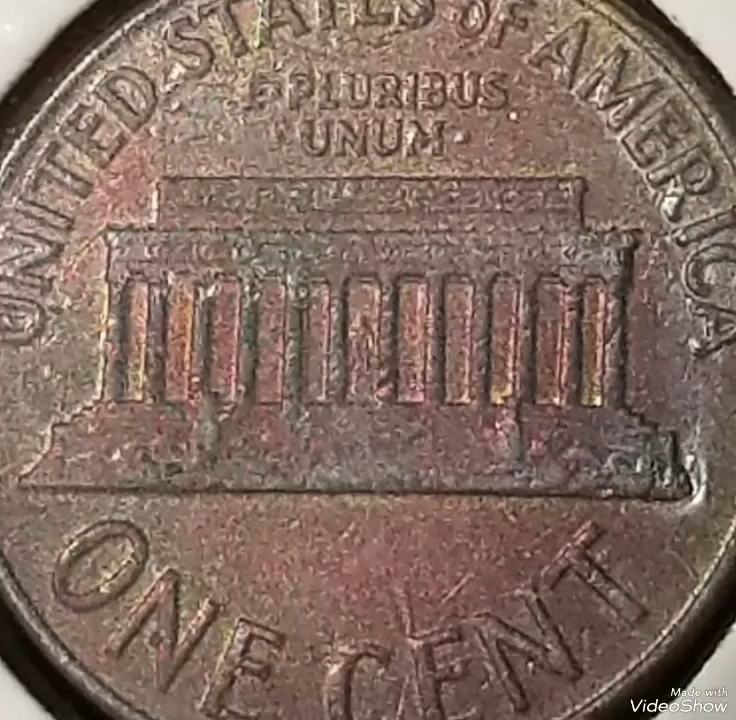 UNITED STATES OF AMERICA
E PLURIBUS
UNUM
ONE CENT
Made with
VideoShow